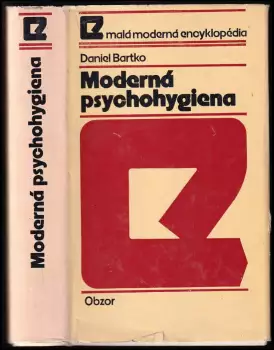 Moderná psychohygiena
malá moderná encyklopédia
Daniel Bartko
Moderná
psychohygiena
Obzor